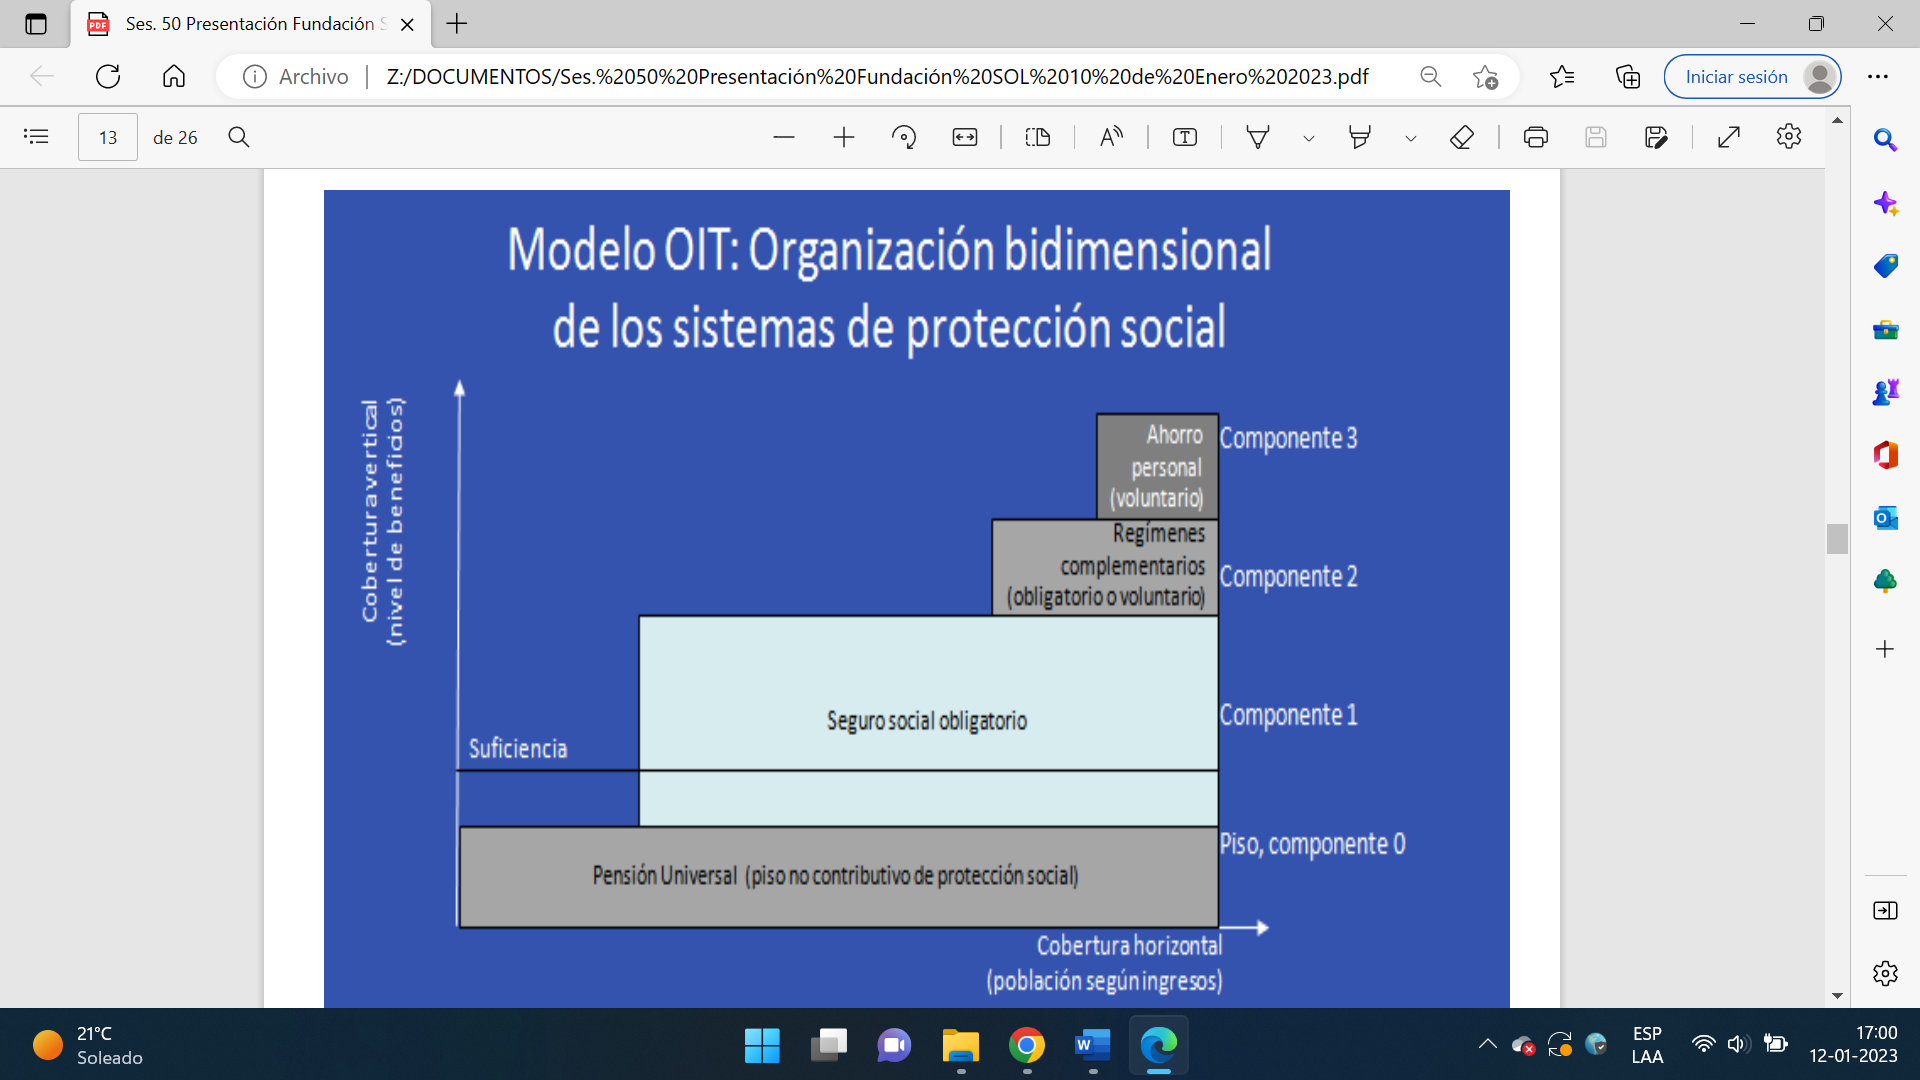 Ses. 50 Presentación Fundación S
Archivo
Z:/DOCUMENTOS/Ses.%2050%20Presentación%20Fundación%20SOL%2010%20de%20Enero%202023.pdf
Iniciar sesión
13
de 26
Modelo OIT: Organización bidimensional
de los sistemas de protección social
Cobertura vertical
(nivel de beneficios)
Ahorro
personal
(voluntario)
Componente 3
Regímenes
complementarios
(obligatorio o voluntario)
Componente 2
Seguro social obligatorio
Componente 1
Suficiencia
Pensión Universal (piso no contributivo de protección social)
Piso, componente 0
Cobertura horizontal
(población según ingresos)
21°C
Soleado
ESP
LAA
17:00
12-01-2023